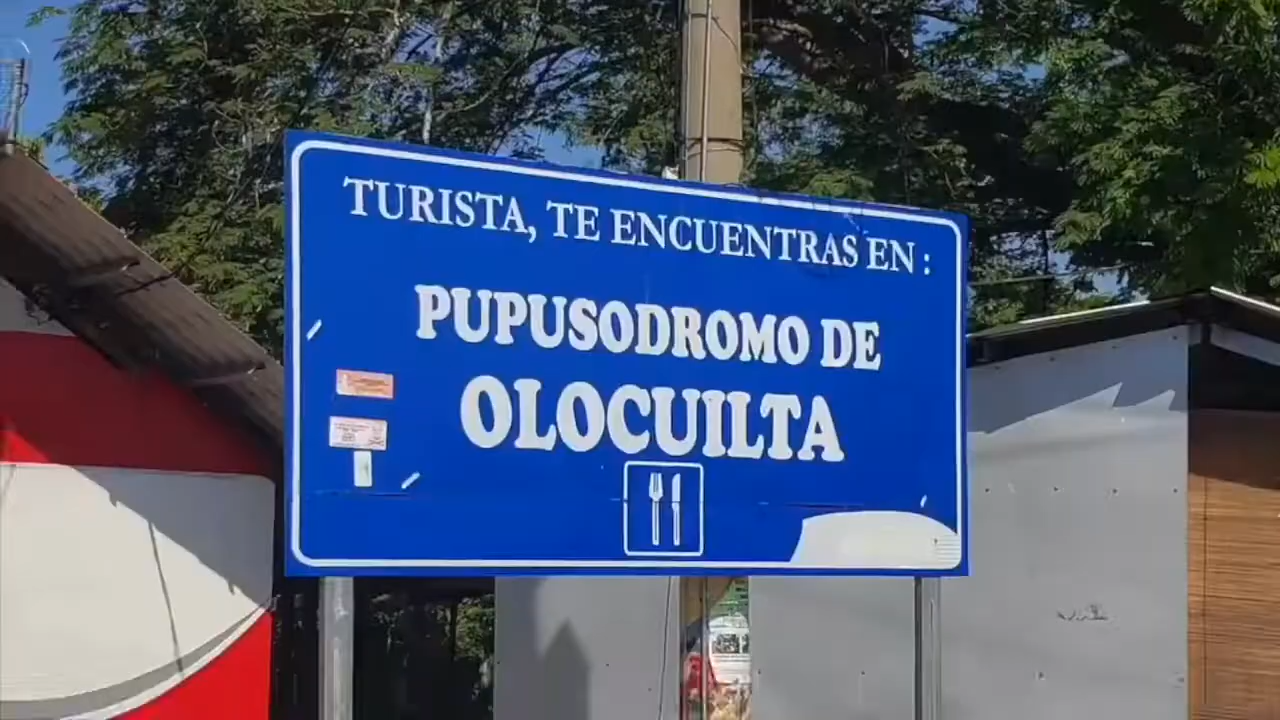 TURISTA, TE ENCUENTRAS EN :
PUPUSODROMO DE
OLOCUILTA